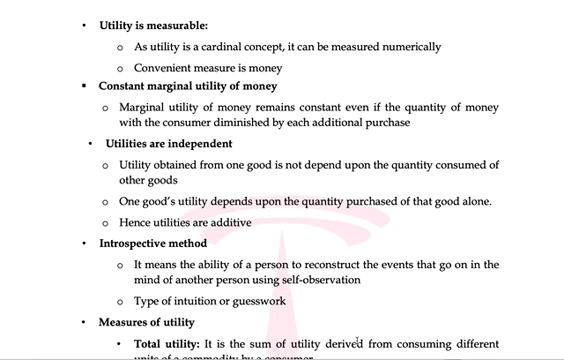 • Utility is measurable:
o As utility is a cardinal concept, it can be measured numerically
o Convenient measure is money
▪ Constant marginal utility of money
o Marginal utility of money remains constant even if the quantity of money
with the consumer diminished by each additional purchase
• Utilities are independent
o Utility obtained from one good is not depend upon the quantity consumed of
other goods
o One good's utility depends upon the quantity purchased of that good alone.
o Hence utilities are additive
• Introspective method
o It means the ability of a person to reconstruct the events that go on in the
mind of another person using self-observation
o Type of intuition or guesswork
• Measures of utility
• Total utility: It is the sum of utility derived from consuming different
units of a commodity by a consumer